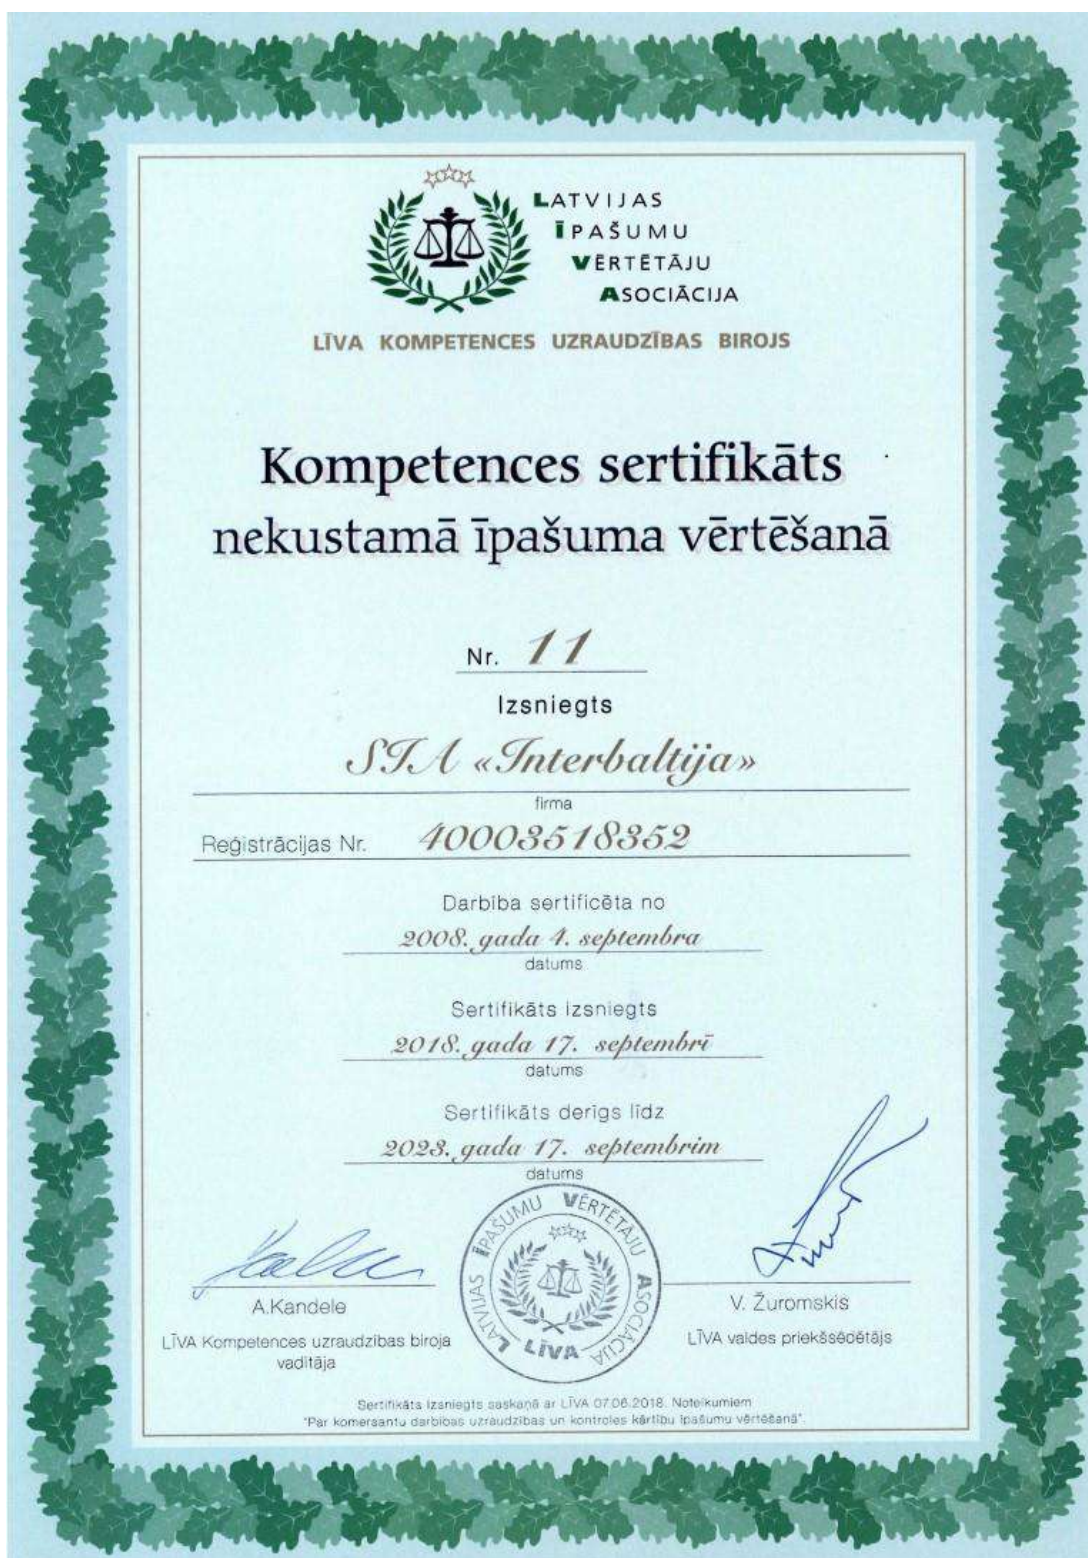 LATVIJAS
ĪPAŠUMU
VĒRTĒTĀJU
ASOCIĀCIJA
LĪVA KOMPETENCES UZRAUDZĪBAS BIROJS
Kompetences sertifikāts
nekustamā īpašuma vērtēšanā
Nr. 11
Izsniegts
SIA «Interbaltija»
firma
Reģistrācijas Nr. 40003518352
Darbība sertificēta no
2008. gada 4. septembra
datums
Sertifikāts izsniegts
2018. gada 17. septembrī
datums
Sertifikāts derīgs līdz
2023. gada 17. septembrim
datums
LATVIJAS ĪPAŠUMU VĒRTĒTĀJU ASOCIĀCIJA
LĪVA
A.Kandele
LĪVA Kompetences uzraudzības biroja
vadītāja
V. Žuromskis
LĪVA valdes priekšsēdētājs
Sertifikāts izsniegts saskaņā ar LĪVA 07.06.2018. Noteikumiem
"Par komersantu darbības uzraudzības un kontroles kārtību īpašumu vērtēšanā".